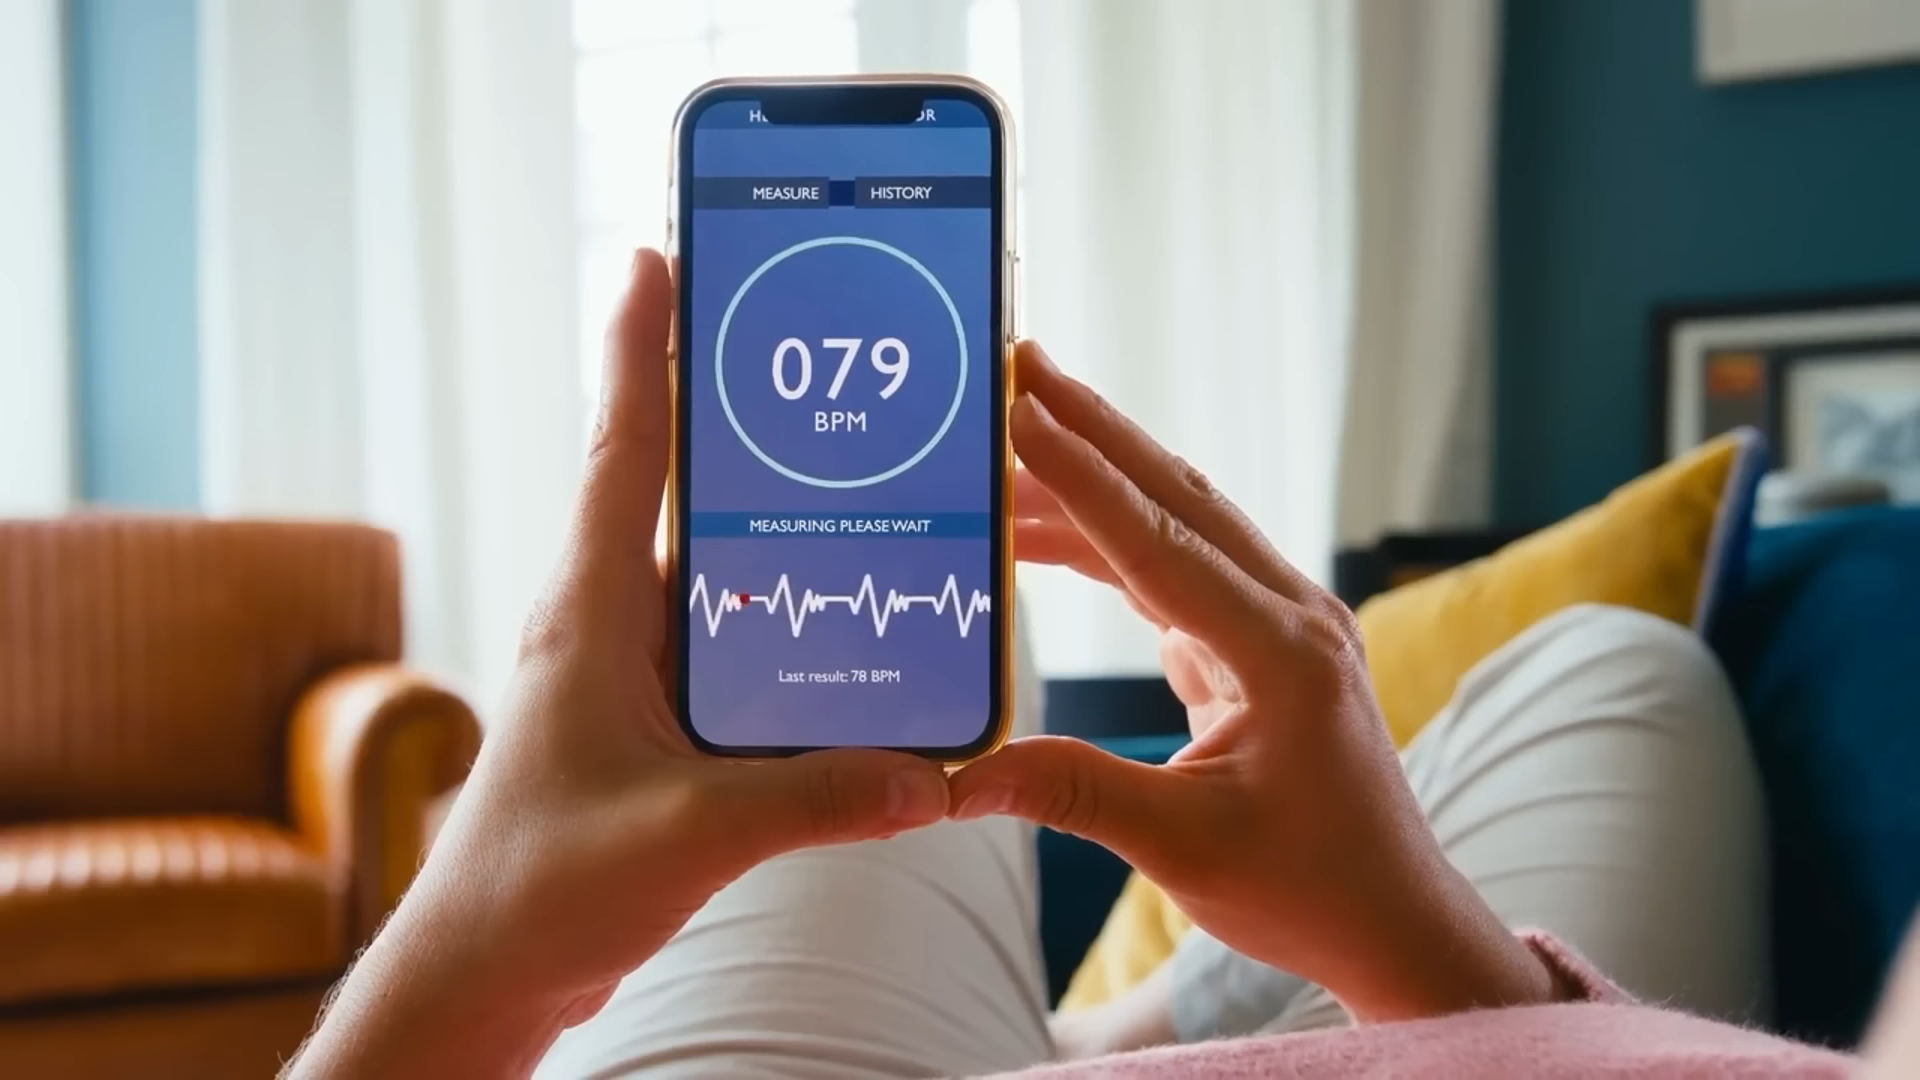 MEASURE HISTORY
079
BPM
MEASURING PLEASE WAIT
Last result: 78 BPM